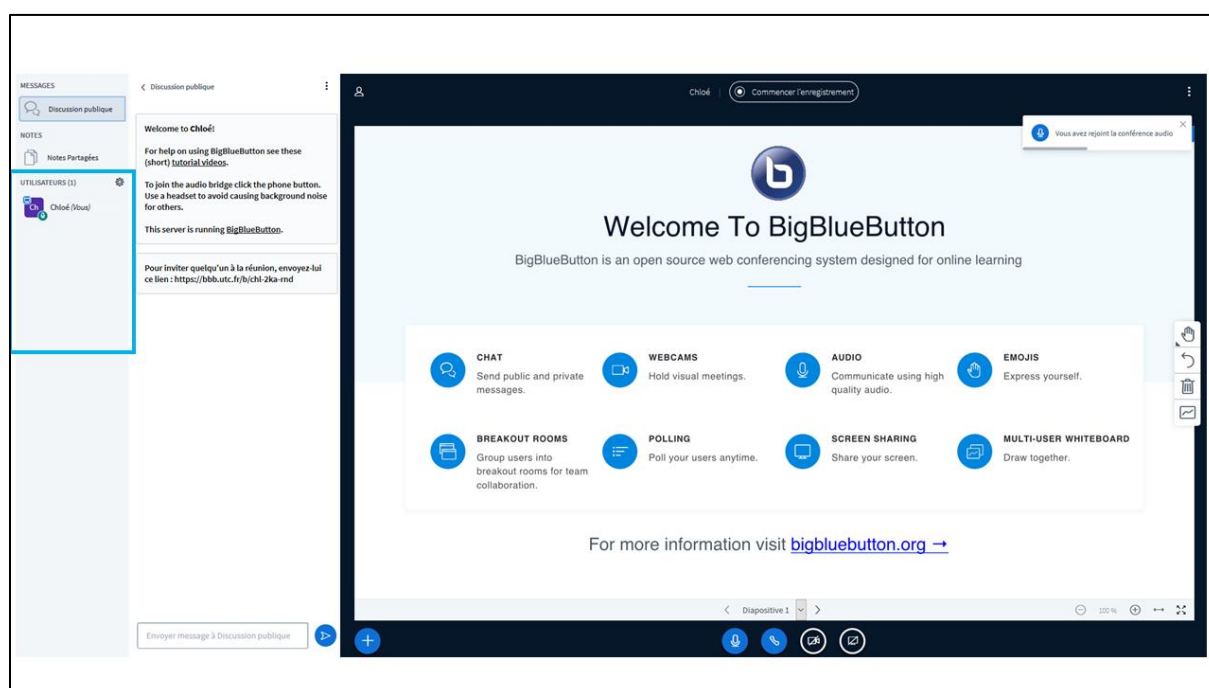 MESSAGES
Discussion publique
NOTES
Notes Partagées
UTILISATEURS (1)
Ch
Chloé (Vous)
Discussion publique
Welcome to Chloé!
For help on using BigBlueButton see these
(short) tutorial videos.
To join the audio bridge click the phone button.
Use a headset to avoid causing background noise
for others.
This server is running BigBlueButton.
Pour inviter quelqu'un à la réunion, envoyez-lui
ce lien : https://bbb.utc.fr/b/chl-2ka-rnd
Envoyer message à Discussion publique
Chloé | Commencer l'enregistrement
Vous avez rejoint la conférence audio
b
Welcome To BigBlueButton
BigBlueButton is an open source web conferencing system designed for online learning
CHAT
Send public and private
messages.
WEBCAMS
Hold visual meetings.
AUDIO
Communicate using high
quality audio.
EMOJIS
Express yourself.
BREAKOUT ROOMS
Group users into
breakout rooms for team
collaboration.
POLLING
Poll your users anytime.
SCREEN SHARING
Share your screen.
MULTI-USER WHITEBOARD
Draw together.
For more information visit bigbluebutton.org →
Diapositive 1
100 %